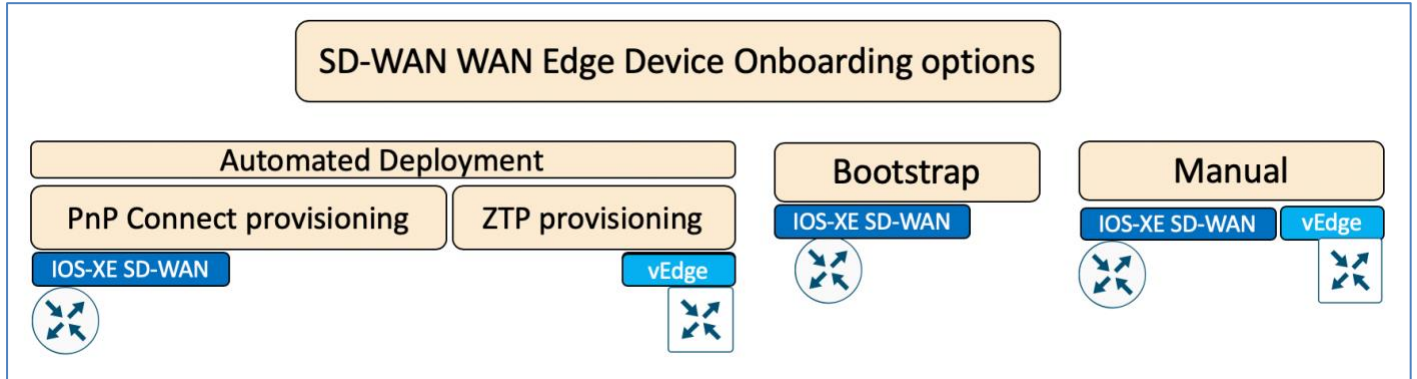 SD-WAN WAN Edge Device Onboarding options
Automated Deployment
PnP Connect provisioning
ZTP provisioning
IOS-XE SD-WAN
vEdge
Bootstrap
IOS-XE SD-WAN
Manual
IOS-XE SD-WAN
vEdge